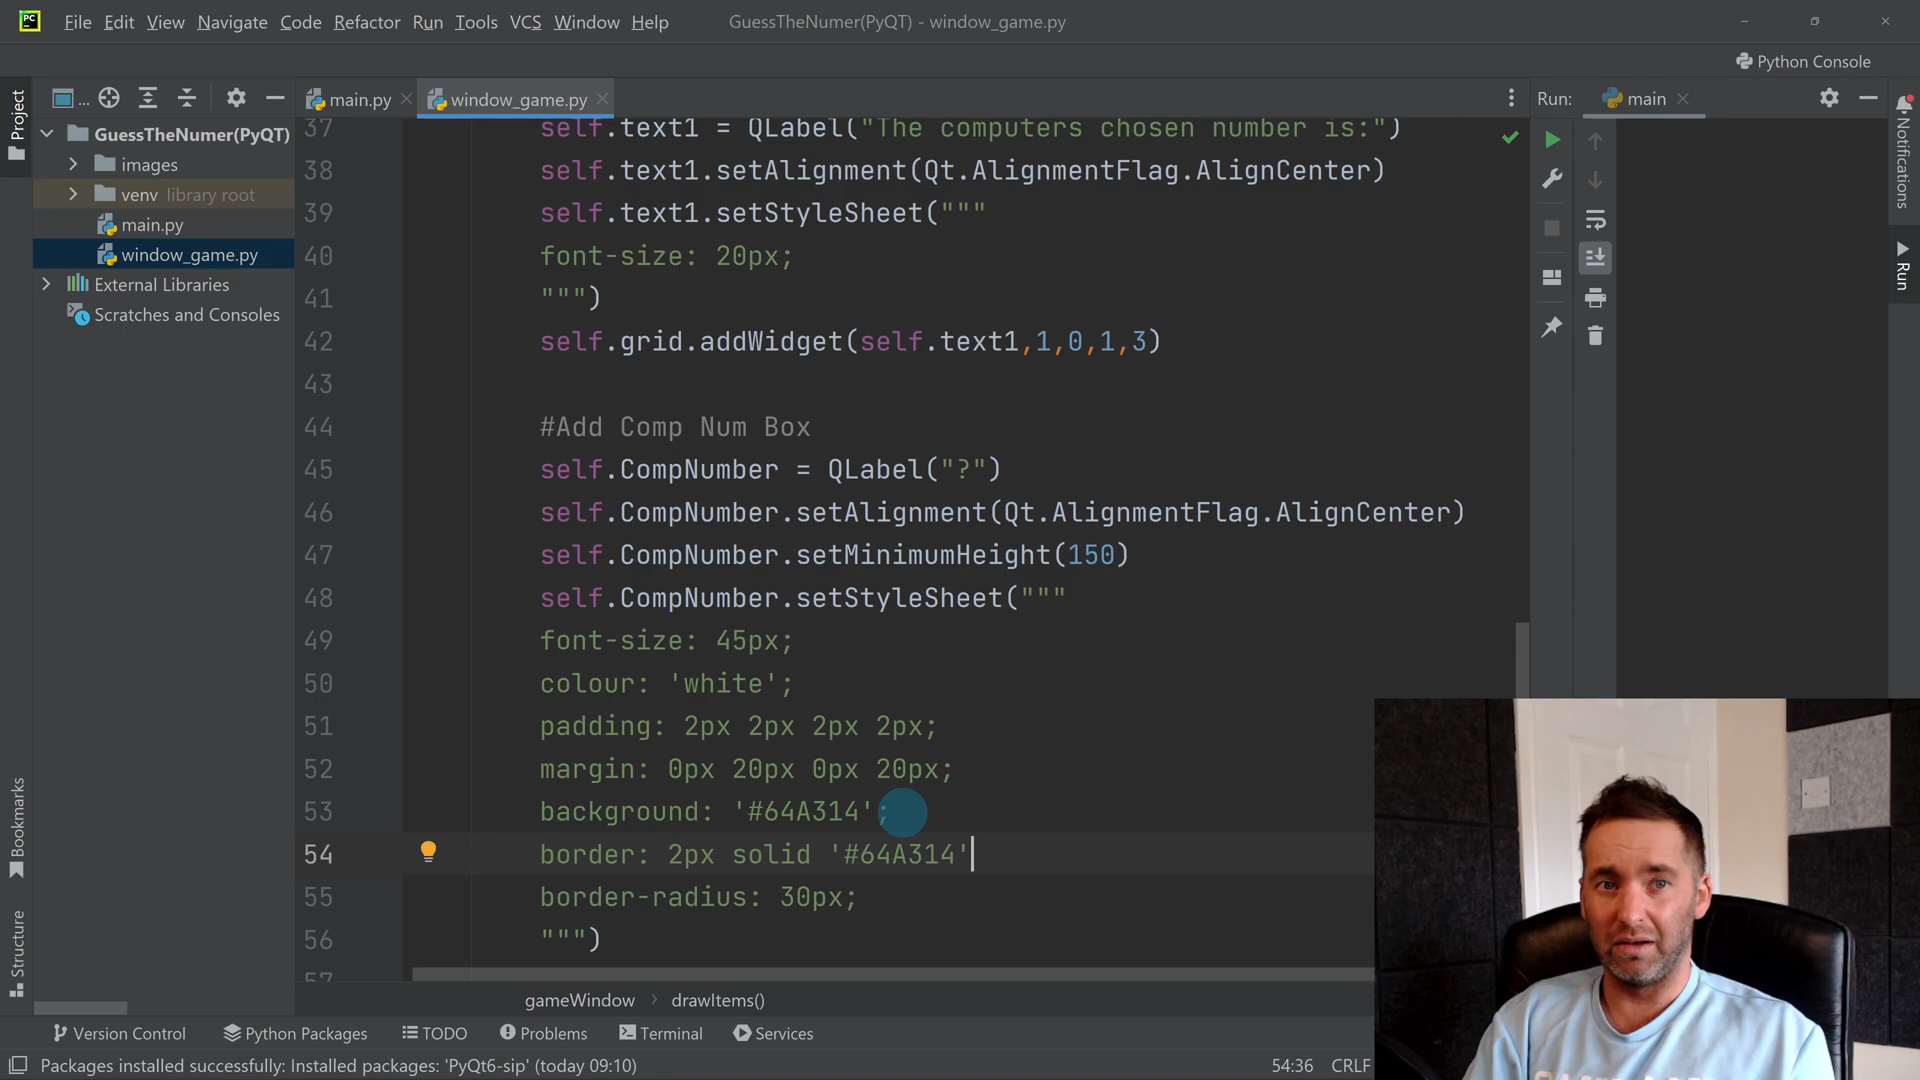 PC File Edit View Navigate Code Refactor Run Tools VCS Window Help GuessTheNumer(PyQT) - window_game.py
Python Console
Project
... main.py window_game.py Run: main
GuessTheNumer(PyQT)
images
venv library root
main.py
window_game.py
External Libraries
Scratches and Consoles
37 self.text1 = QLabel("The computers chosen number is:")
38 self.text1.setAlignment(Qt.AlignmentFlag.AlignCenter)
39 self.text1.setStyleSheet("""
40 font-size: 20px;
41 """)
42 self.grid.addWidget(self.text1,1,0,1,3)
43
44 #Add Comp Num Box
45 self.CompNumber = QLabel("?")
46 self.CompNumber.setAlignment(Qt.AlignmentFlag.AlignCenter)
47 self.CompNumber.setMinimumHeight(150)
48 self.CompNumber.setStyleSheet("""
49 font-size: 45px;
50 colour: 'white';
51 padding: 2px 2px 2px 2px;
52 margin: 0px 20px 0px 20px;
53 background: '#64A314';
54 border: 2px solid '#64A314'
55 border-radius: 30px;
56 """)
57
Notifications
Run
Bookmarks
Structure
gameWindow > drawItems()
Version Control Python Packages TODO Problems Terminal Services
Packages installed successfully: Installed packages: 'PyQt6-sip' (today 09:10) 54:36 CRLF